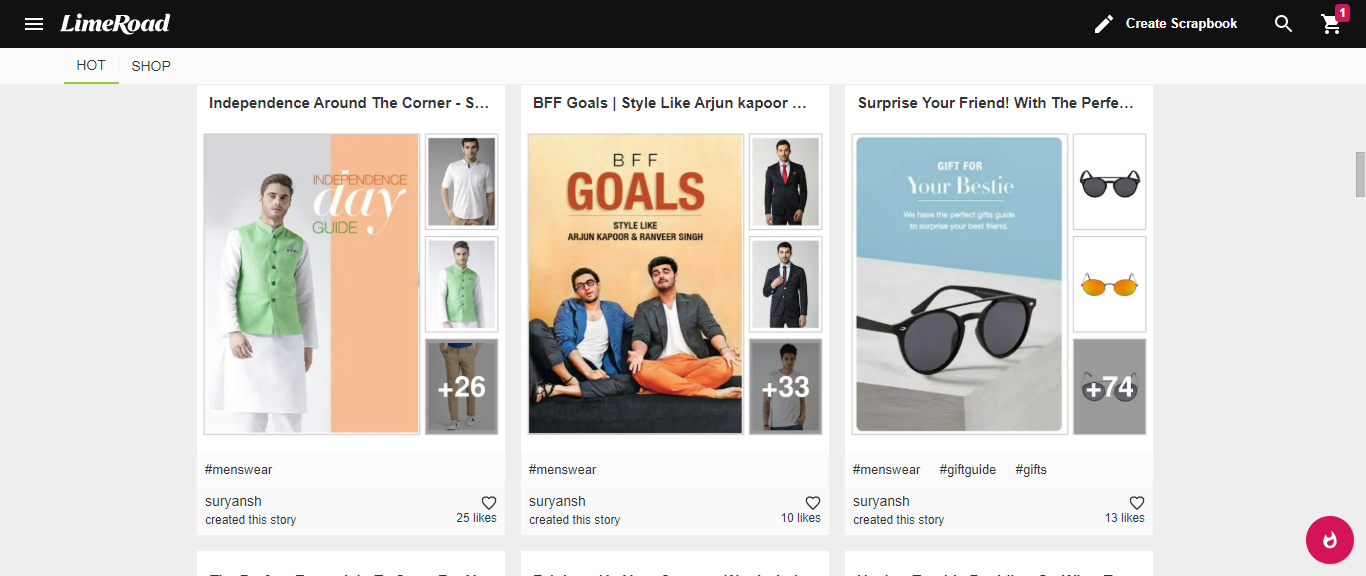 LimeRoad
Create Scrapbook
1
HOT
SHOP
Independence Around The Corner - S...
INDEPENDENCE
day
GUIDE
+26
#menswear
suryansh
created this story
25 likes
BFF Goals | Style Like Arjun kapoor ...
BFF
GOALS
STYLE LIKE
ARJUN KAPOOR & RANVEER SINGH
+33
#menswear
suryansh
created this story
10 likes
Surprise Your Friend! With The Perfe...
GIFT FOR
Your Bestie
We have the perfect gifts guide
to surprise your best friend.
+74
#menswear #giftguide #gifts
suryansh
created this story
13 likes